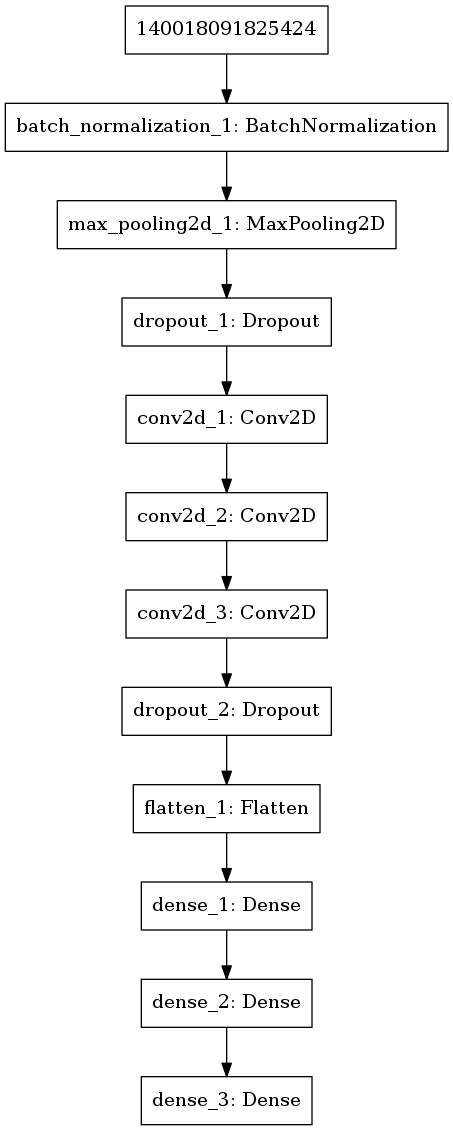 140018091825424
batch_normalization_1: BatchNormalization
max_pooling2d_1: MaxPooling2D
dropout_1: Dropout
conv2d_1: Conv2D
conv2d_2: Conv2D
conv2d_3: Conv2D
dropout_2: Dropout
flatten_1: Flatten
dense_1: Dense
dense_2: Dense
dense_3: Dense